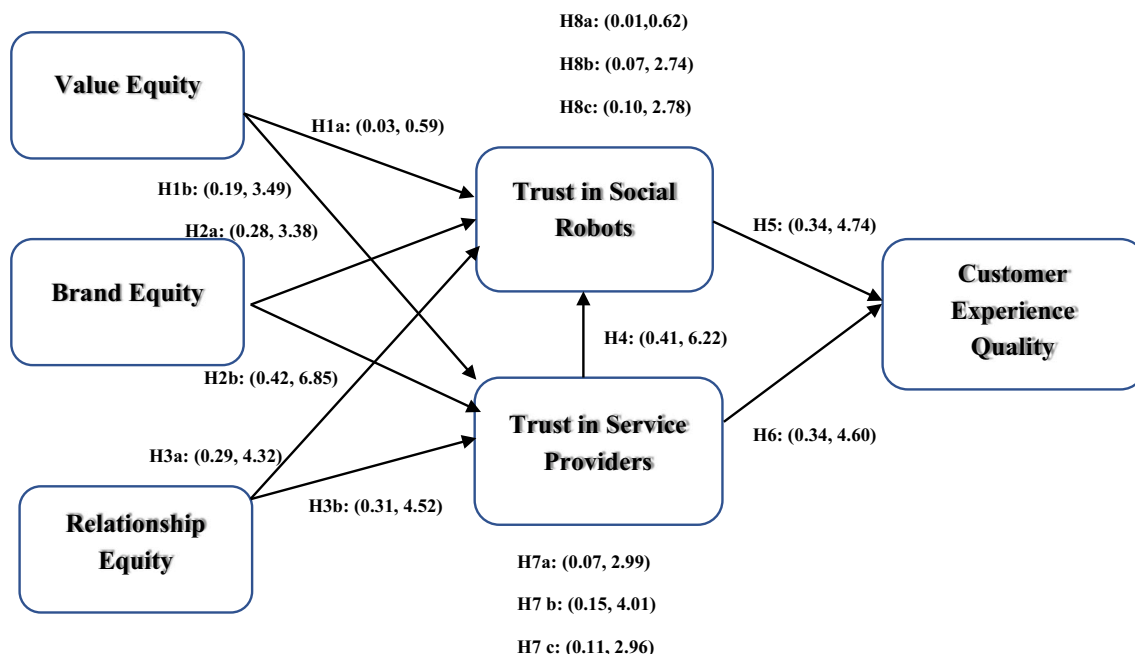 H8a: (0.01,0.62)
H8b: (0.07, 2.74)
H8c: (0.10, 2.78)
Value Equity
H1a: (0.03, 0.59)
H1b: (0.19, 3.49)
Trust in Social
Robots
H2a: (0.28, 3.38)
H5: (0.34, 4.74)
Brand Equity
Customer
Experience
Quality
H4: (0.41, 6.22)
H2b: (0.42, 6.85)
Trust in Service
Providers
H6: (0.34, 4.60)
H3a: (0.29, 4.32)
H3b: (0.31, 4.52)
Relationship
Equity
H7a: (0.07, 2.99)
H7 b: (0.15, 4.01)
H7 c: (0.11, 2.96)